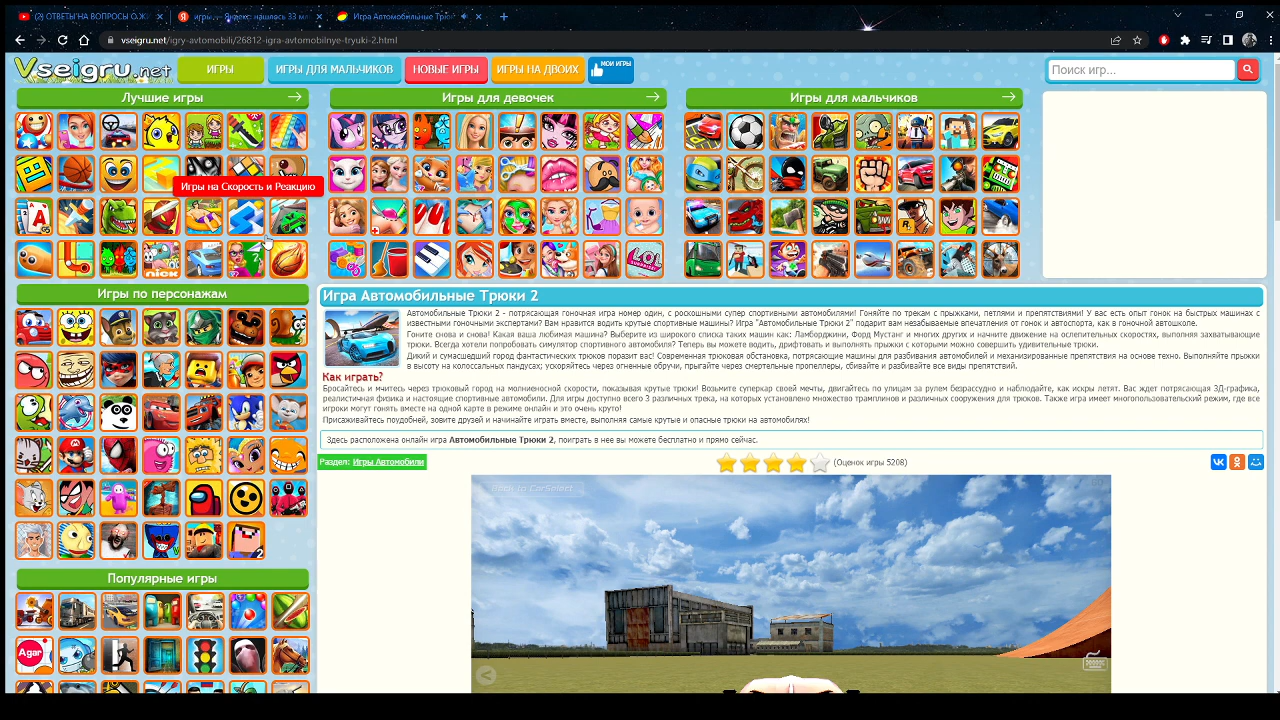 (2) ОТВЕТЫ НА ВОПРОСЫ О Ж
игры — Яндекс: нашлось 33 м
Игра Автомобильные Трю
vseigru.net/igry-avtomobili/26812-igra-avtomobilnye-tryuki-2.html
Vseigru.net
ИГРЫ
ИГРЫ ДЛЯ МАЛЬЧИКОВ
НОВЫЕ ИГРЫ
ИГРЫ НА ДВОИХ
МОИ ИГРЫ
Поиск игр...
Лучшие игры
Игры для девочек
Игры для мальчиков
Игры на Скорость и Реакцию
Игры по персонажам
Игра Автомобильные Трюки 2
Автомобильные Трюки 2 - потрясающая гоночная игра номер один, с роскошными супер спортивными автомобилями! Гоняйте по трекам с прыжками, петлями и препятствиями! У вас есть опыт гонок на быстрых машинах с
известными гоночными экспертами? Вам нравится водить крутые спортивные машины? Игра "Автомобильные Трюки 2" подарит вам незабываемые впечатления от гонок и автоспорта, как в гоночной автошколе.
Гоните снова и снова! Какая ваша любимая машина? Выберите из широкого списка таких машин как: Ламборджини, Форд Мустанг и многих других и начните движение на ослепительных скоростях, выполняя захватывающие
трюки. Всегда хотели попробовать симулятор спортивного автомобиля? Теперь вы можете водить, дрифтовать и выполнять прыжки с которыми можно совершить удивительные трюки.
Дикий и сумасшедший город фантастических трюков поразит вас! Современная трюковая обстановка, потрясающие машины для разбивания автомобилей и механизированные препятствия на основе техно. Выполняйте прыжки
в высоту на колоссальных пандусах; ускоряйтесь через огненные обручи, прыгайте через смертельные пропеллеры, сбивайте и разбивайте все виды препятствий.
Как играть?
Бросайтесь и мчитесь через трюковый город на молниеносной скорости, показывая крутые трюки! Возьмите суперкар своей мечты, двигайтесь по улицам за рулем безрассудно и наблюдайте, как искры летят. Вас ждет потрясающая 3D-графика,
реалистичная физика и настоящие спортивные автомобили. Для игры доступно всего 3 различных трека, на которых установлено множество трамплинов и различных сооружения для трюков. Также игра имеет многопользовательский режим, где все
игроки могут гонять вместе на одной карте в режиме онлайн и это очень круто!
Присаживайтесь поудобней, зовите друзей и начинайте играть вместе, выполняя самые крутые и опасные трюки на автомобилях!
Здесь расположена онлайн игра Автомобильные Трюки 2, поиграть в нее вы можете бесплатно и прямо сейчас.
Раздел: Игры Автомобили
(Оценок игры 5208)
Back to CarSelect
nick
LOL
SURPRISE!
2
Популярные игры
Agar